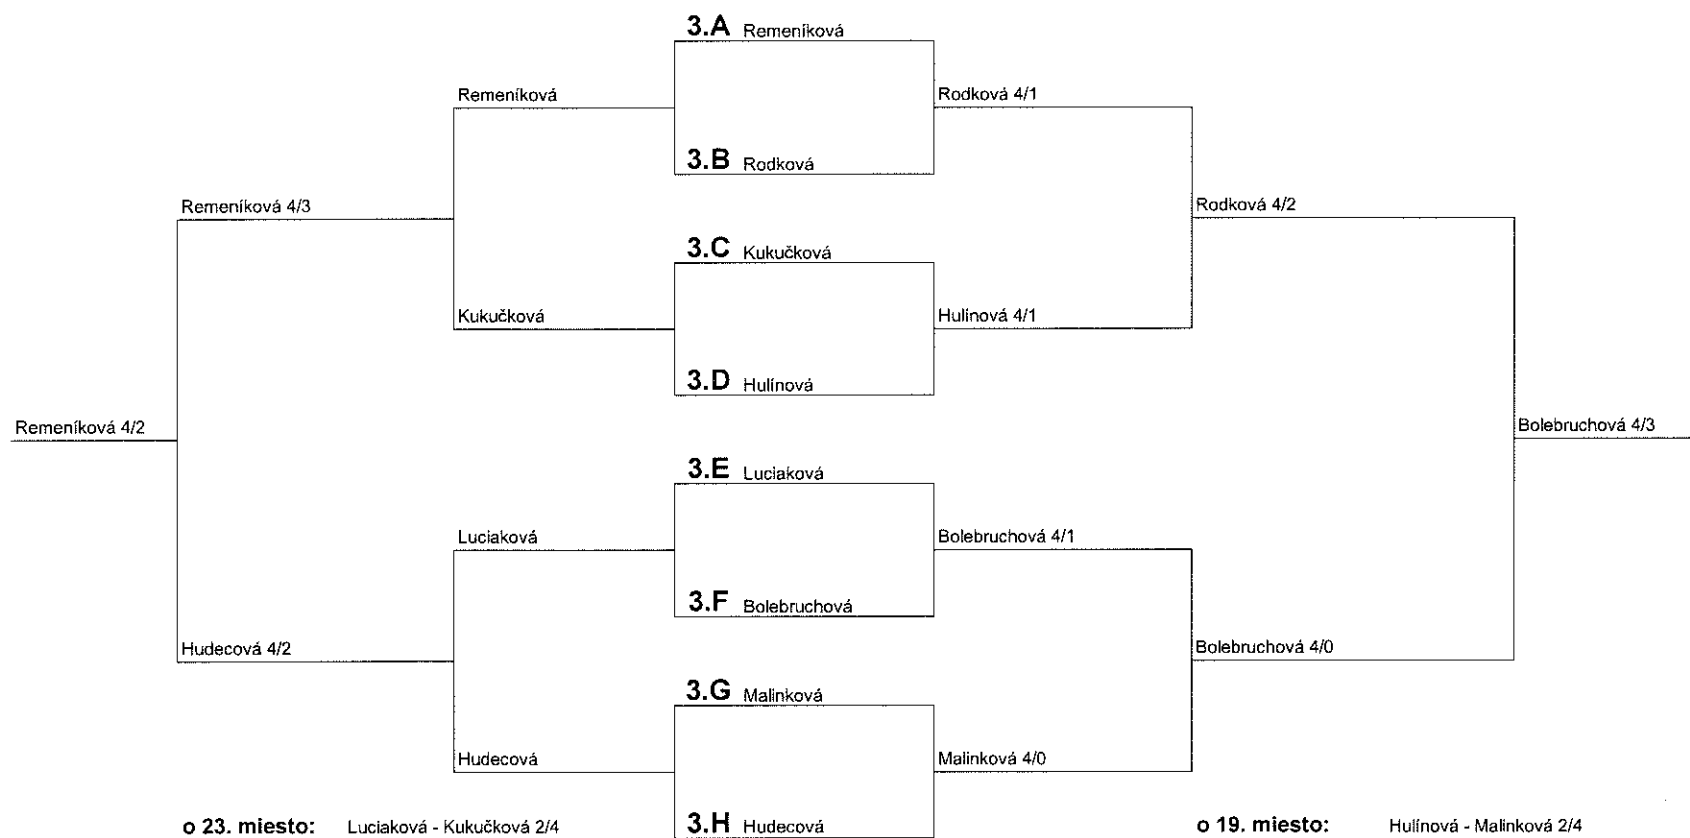 3.A Remeníková
Remeníková
Rodková 4/1
3.B Rodková
Remeníková 4/3
Rodková 4/2
3.C Kukučková
Kukučková
Hulínová 4/1
3.D Hulínová
Remeníková 4/2
Bolebruchová 4/3
3.E Luciaková
Luciaková
Bolebruchová 4/1
3.F Bolebruchová
Hudecová 4/2
Bolebruchová 4/0
3.G Malinková
Hudecová
Malinková 4/0
o 23. miesto: Luciaková - Kukučková 2/4
3.H Hudecová
o 19. miesto: Hulínová - Malinková 2/4